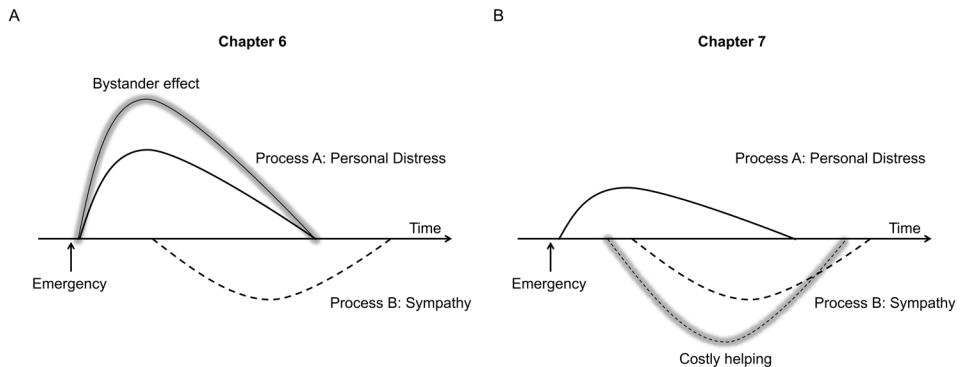 A
Chapter 6
Bystander effect
Process A: Personal Distress
Time
Emergency
Process B: Sympathy
B
Chapter 7
Process A: Personal Distress
Time
Emergency
Process B: Sympathy
Costly helping